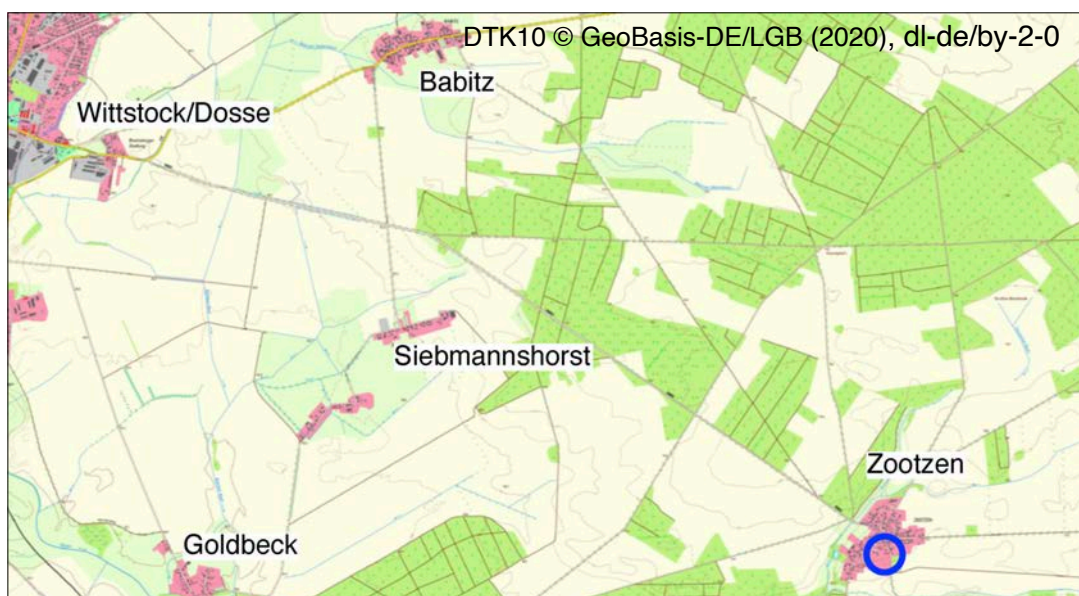 DTK10 © GeoBasis-DE/LGB (2020), dl-de/by-2-0
Babitz
Wittstock/Dosse
Siebmannshorst
Zootzen
Goldbeck